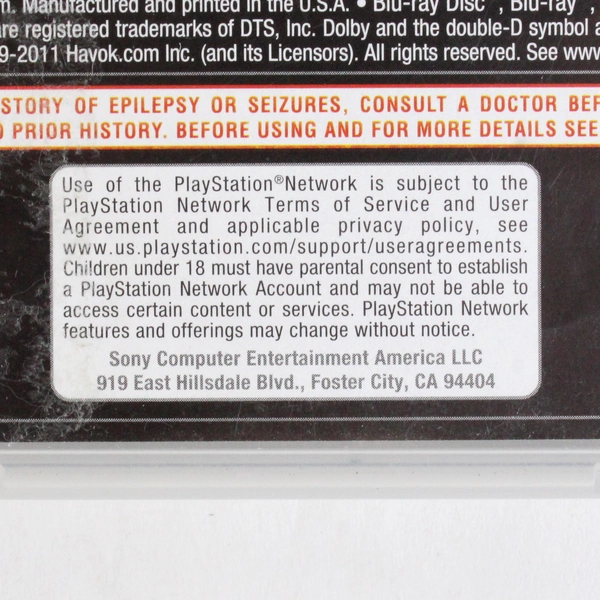 Manufactured and printed in the U.S.A. • Blu-ray Disc™, Blu-ray™,
are registered trademarks of DTS, Inc. Dolby and the double-D symbol a
9-2011 Havok.com Inc. (and its Licensors). All rights reserved. See www
STORY OF EPILEPSY OR SEIZURES, CONSULT A DOCTOR BEF
PRIOR HISTORY. BEFORE USING AND FOR MORE DETAILS SEE
Use of the PlayStation®Network is subject to the
PlayStation Network Terms of Service and User
Agreement and applicable privacy policy, see
www.us.playstation.com/support/useragreements.
Children under 18 must have parental consent to establish
a PlayStation Network Account and may not be able to
access certain content or services. PlayStation Network
features and offerings may change without notice.
Sony Computer Entertainment America LLC
919 East Hillsdale Blvd., Foster City, CA 94404